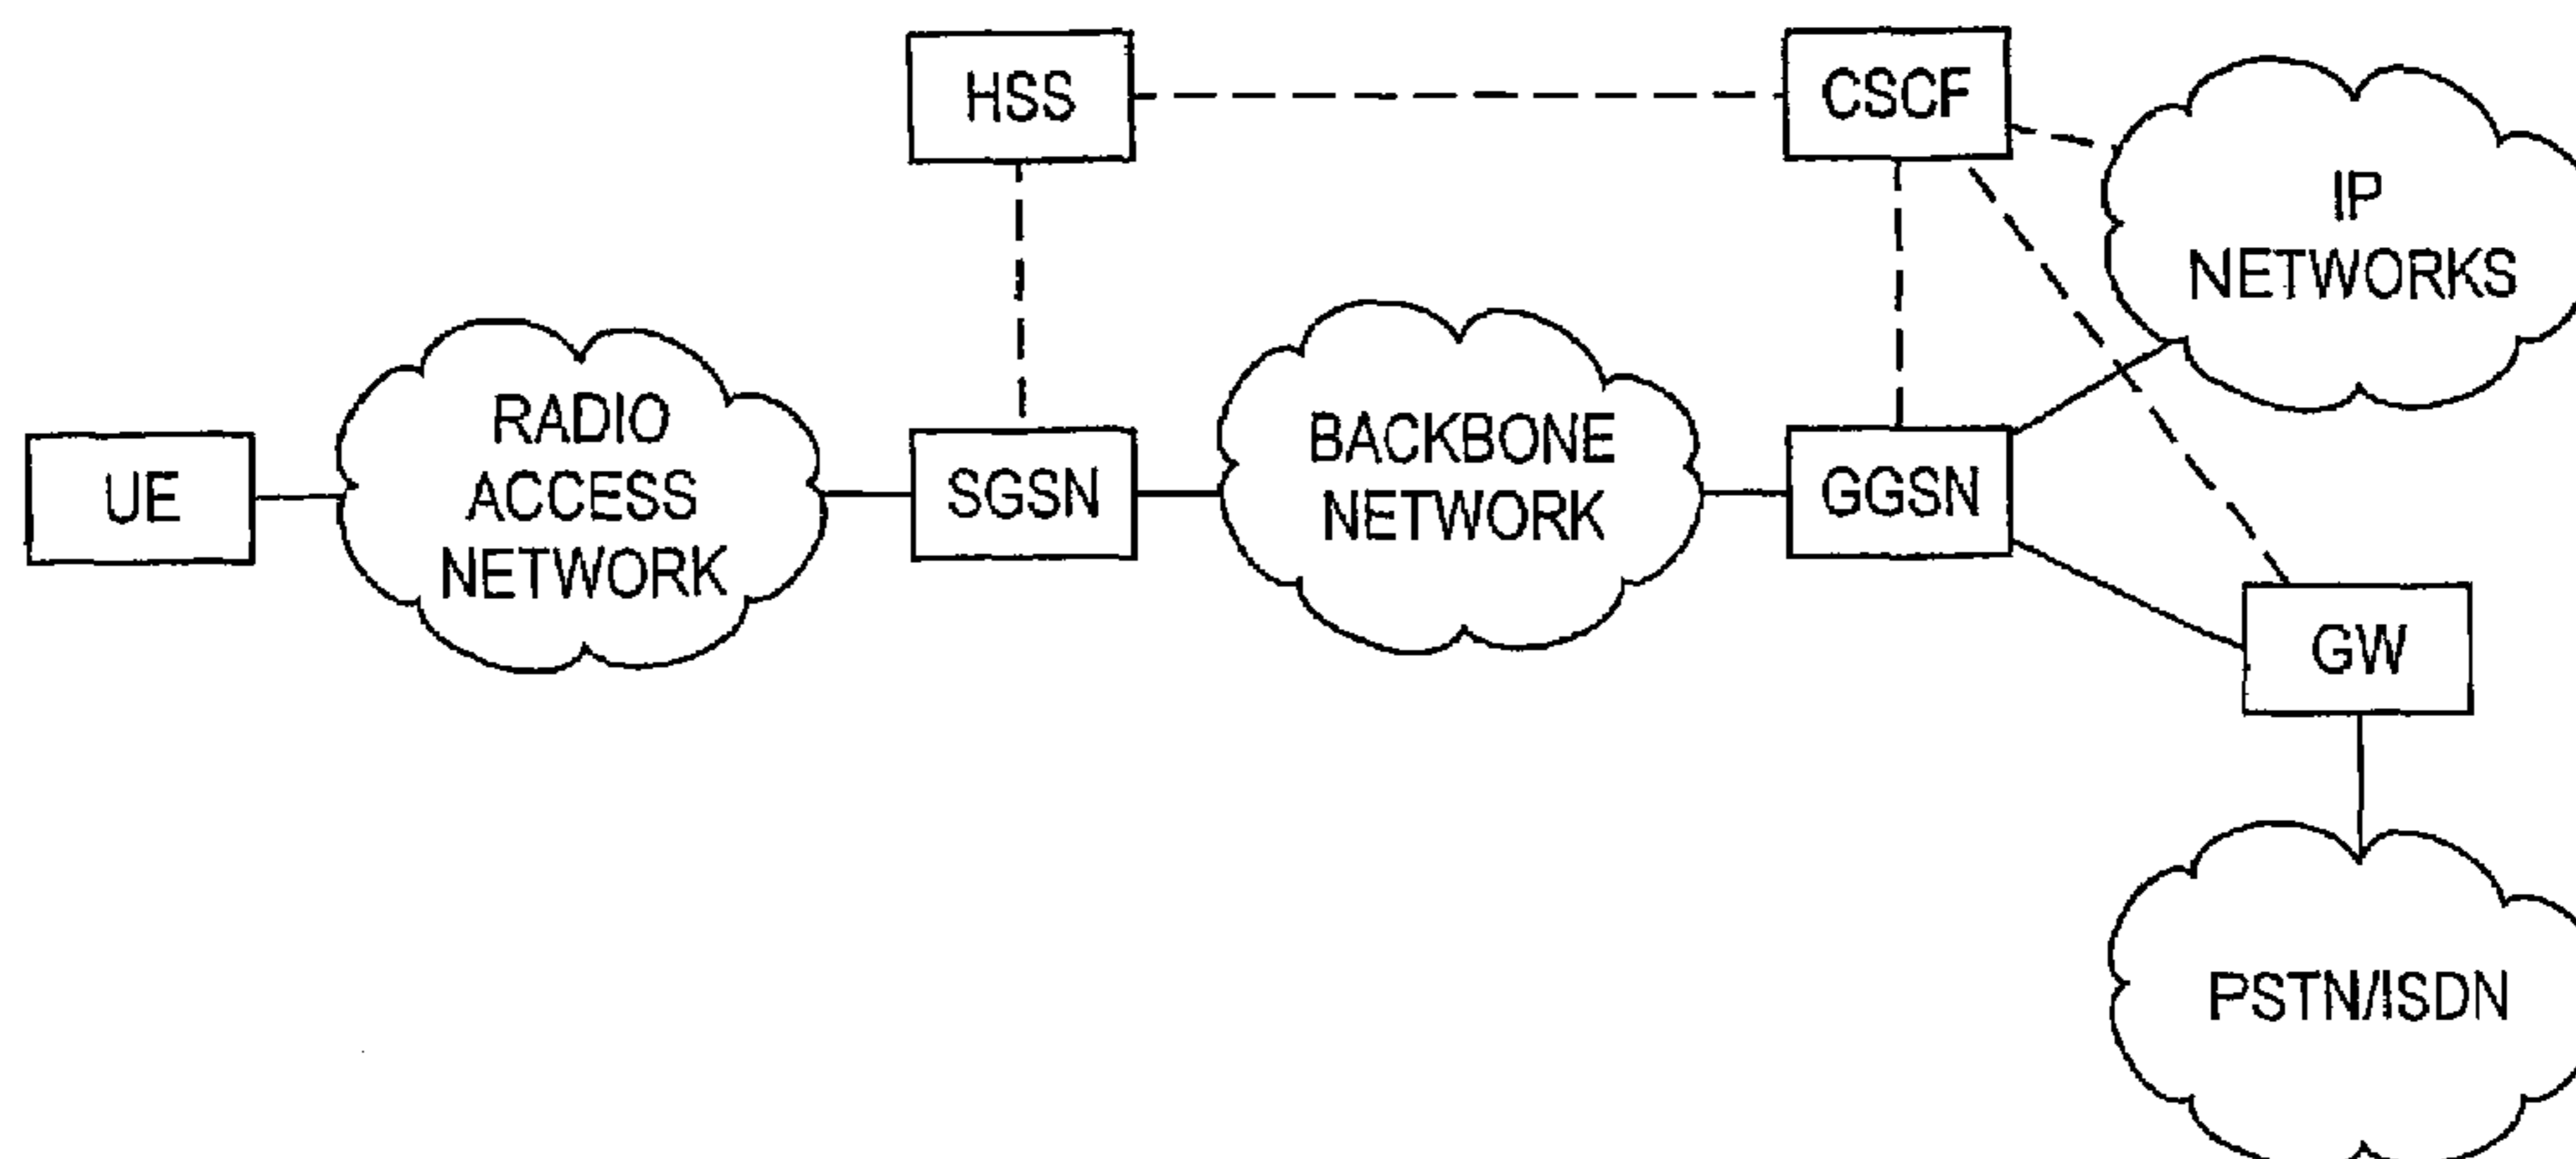 HSS
CSCF
IP
NETWORKS
UE
RADIO
ACCESS
NETWORK
SGSN
BACKBONE
NETWORK
GGSN
GW
PSTN/ISDN